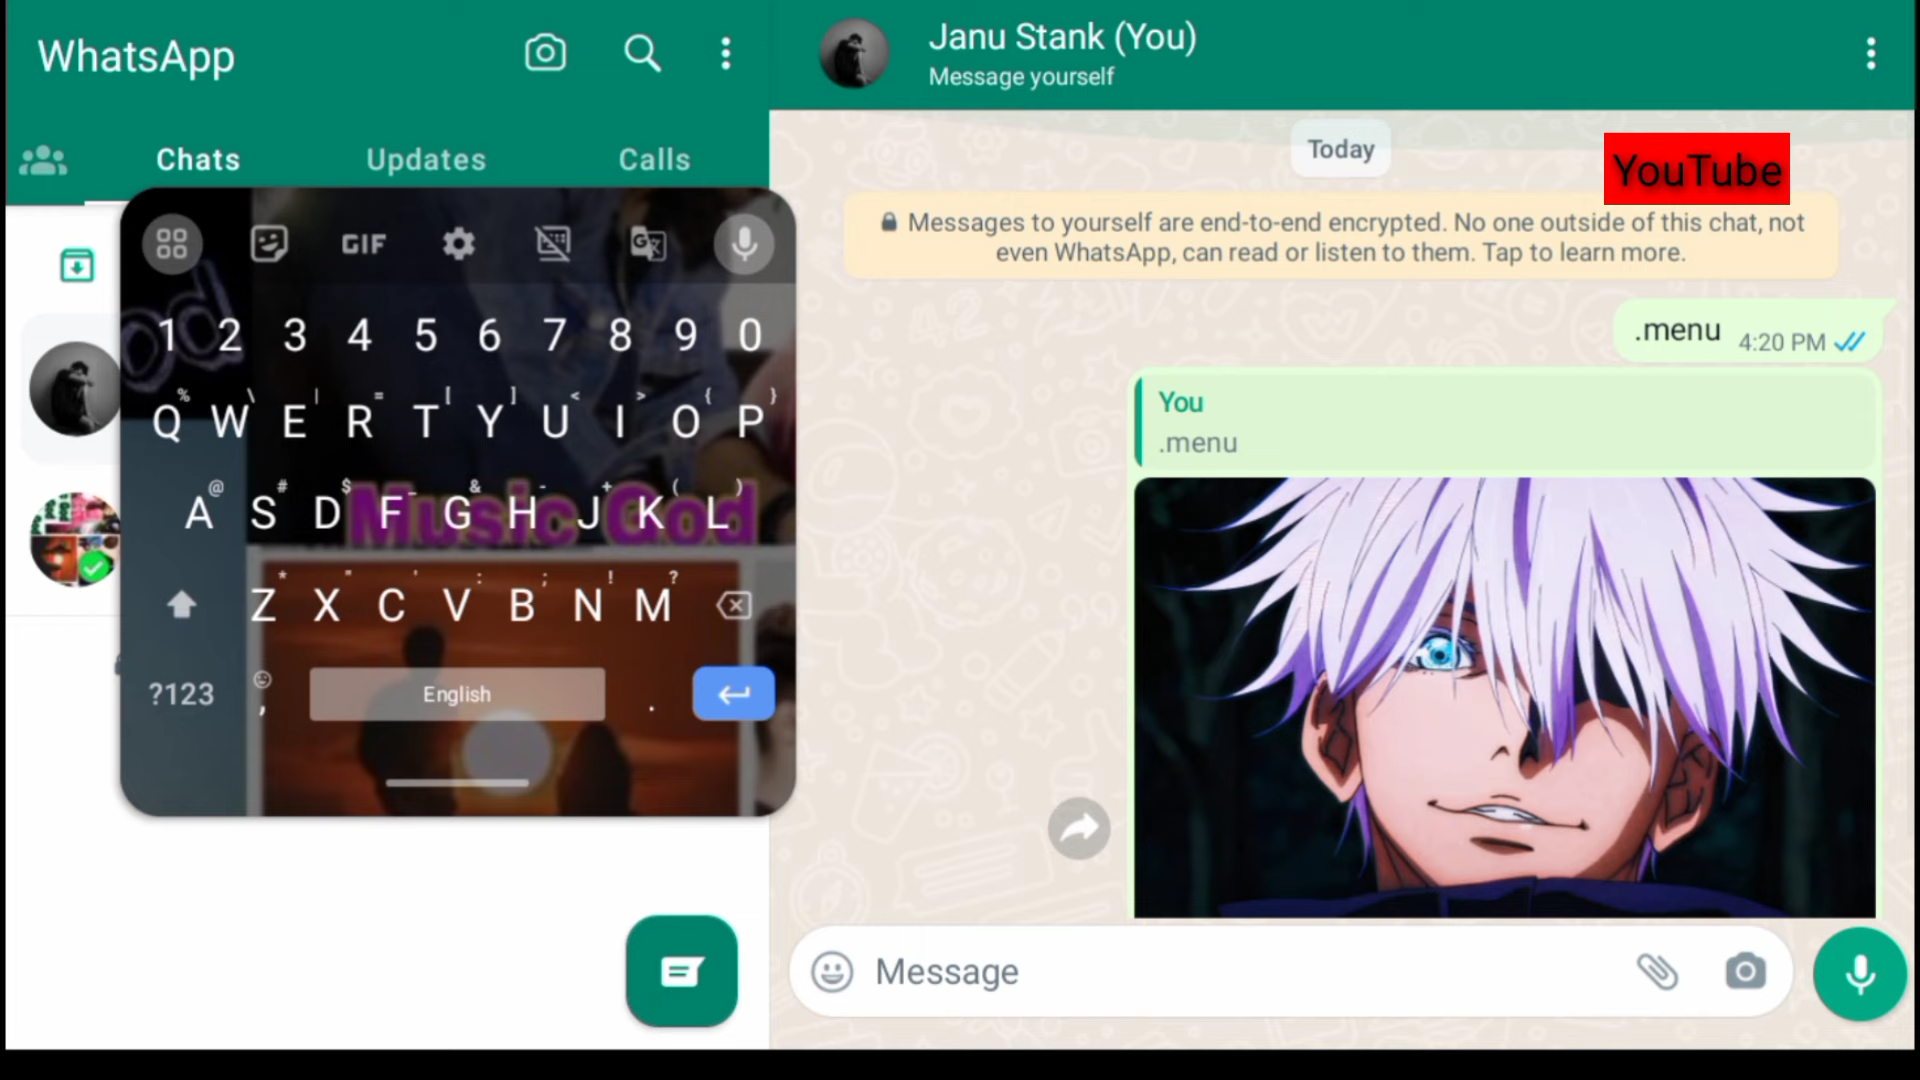 WhatsApp
Chats Updates Calls
Janu Stank (You)
Message yourself
Today
YouTube
Messages to yourself are end-to-end encrypted. No one outside of this chat, not
even WhatsApp, can read or listen to them. Tap to learn more.
.menu 4:20 PM
You
.menu
Message
GIF
1 2 3 4 5 6 7 8 9 0
% \ | = [ ] < > { }
Q W E R T Y U I O P
@ # $ _ & - + ( )
A S D F G H J K L
Music God
* " ' : ; ! ?
Z X C V B N M
?123 , English .